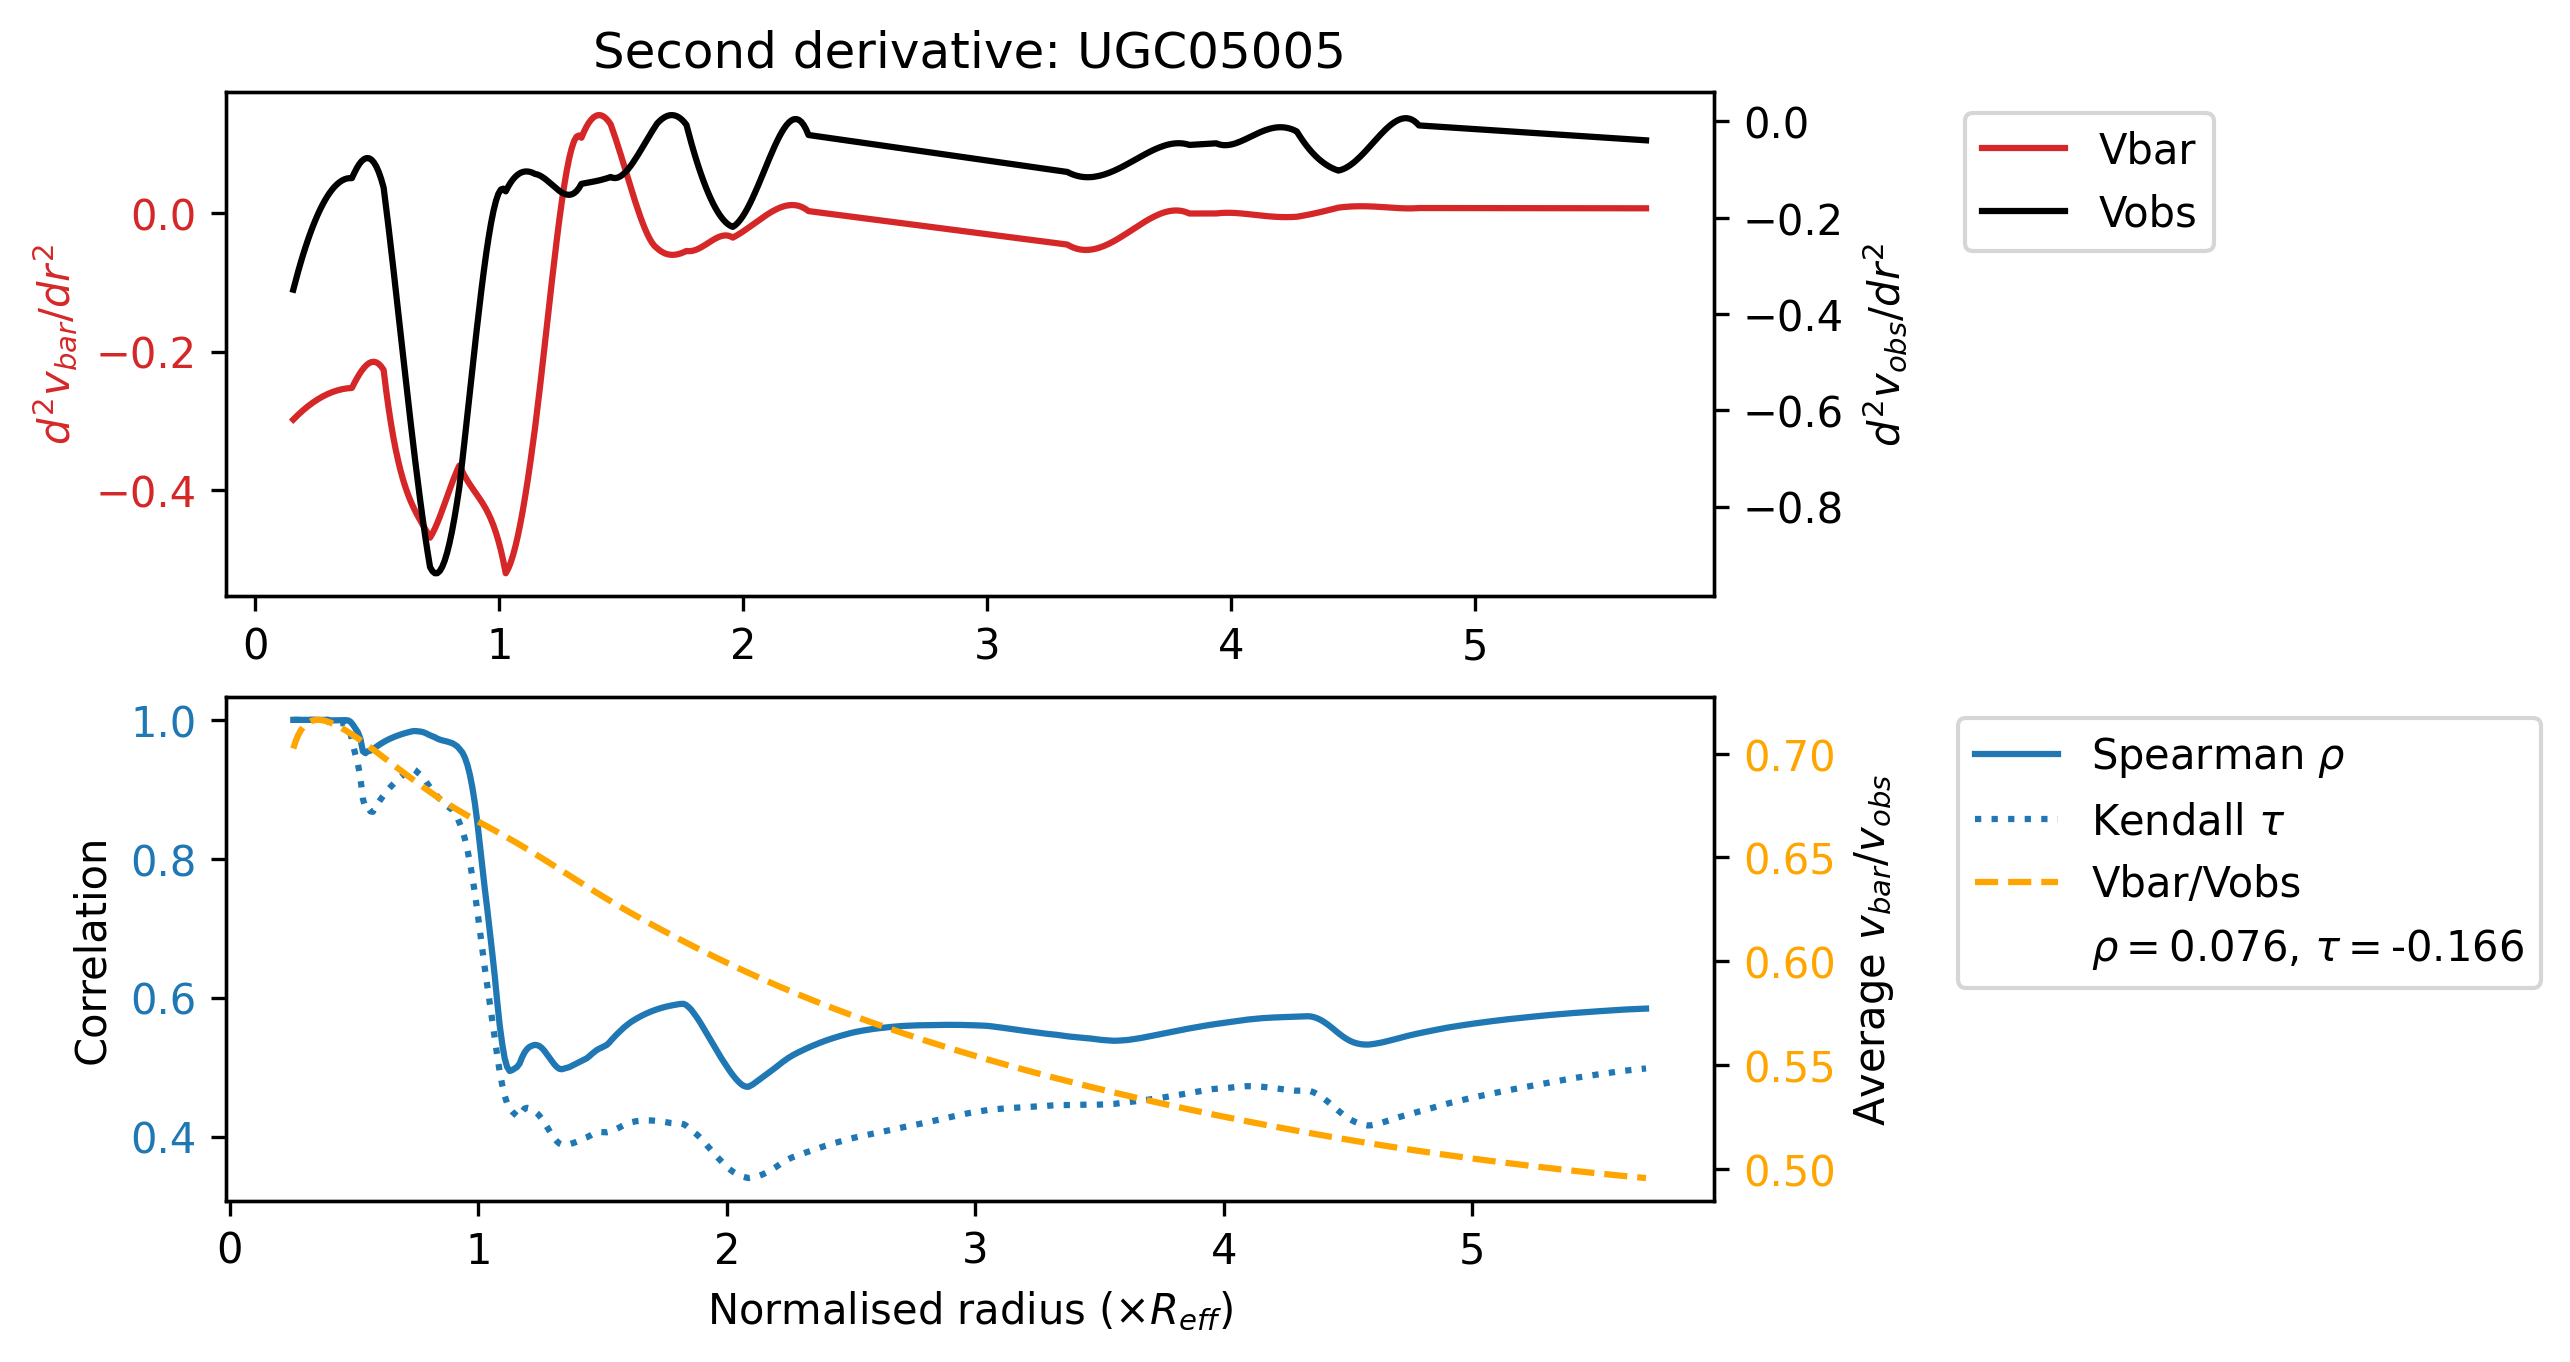 Second derivative: UGC05005
d²v_bar/dr²
0.0
−0.2
−0.4
0.0
−0.2
−0.4
−0.6
−0.8
d²v_obs/dr²
Vbar
Vobs
0 1 2 3 4 5
Correlation
1.0
0.8
0.6
0.4
0.70
0.65
0.60
0.55
0.50
Average v_bar/v_obs
Spearman ρ
Kendall τ
Vbar/Vobs
ρ = 0.076, τ = -0.166
0 1 2 3 4 5
Normalised radius (×R_eff)